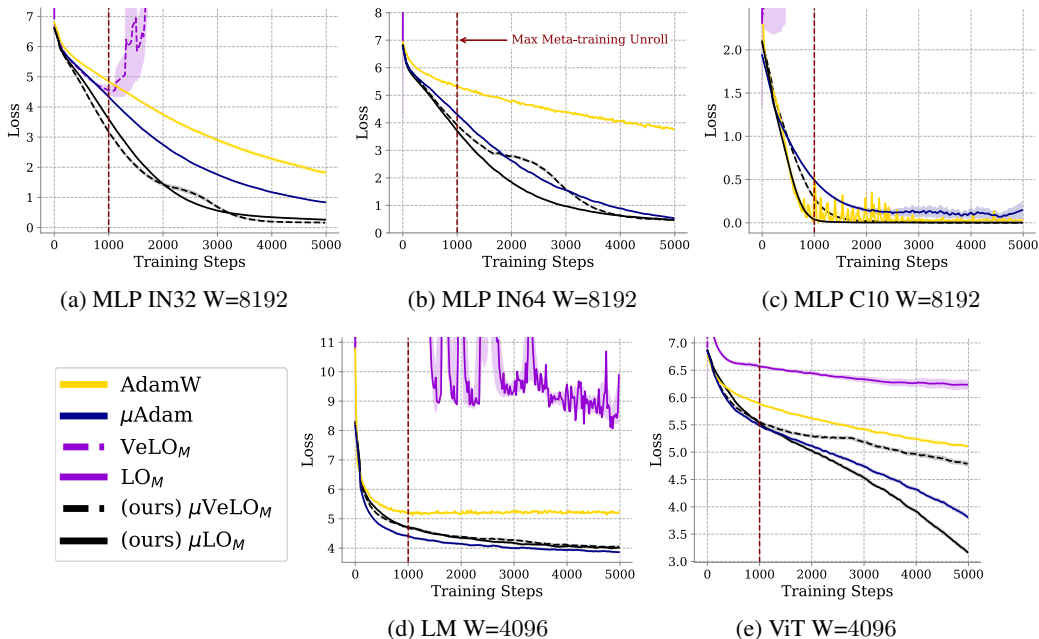 7
6
5
4
3
2
1
0
Loss
0 1000 2000 3000 4000 5000
Training Steps
(a) MLP IN32 W=8192
8
7
6
5
4
3
2
1
0
Loss
Max Meta-training Unroll
0 1000 2000 3000 4000 5000
Training Steps
(b) MLP IN64 W=8192
2.0
1.5
1.0
0.5
0.0
Loss
0 1000 2000 3000 4000 5000
Training Steps
(c) MLP C10 W=8192
AdamW
μAdam
VeLO_M
LO_M
(ours) μVeLO_M
(ours) μLO_M
11
10
9
8
7
6
5
4
Loss
0 1000 2000 3000 4000 5000
Training Steps
(d) LM W=4096
7.0
6.5
6.0
5.5
5.0
4.5
4.0
3.5
3.0
Loss
0 1000 2000 3000 4000 5000
Training Steps
(e) ViT W=4096